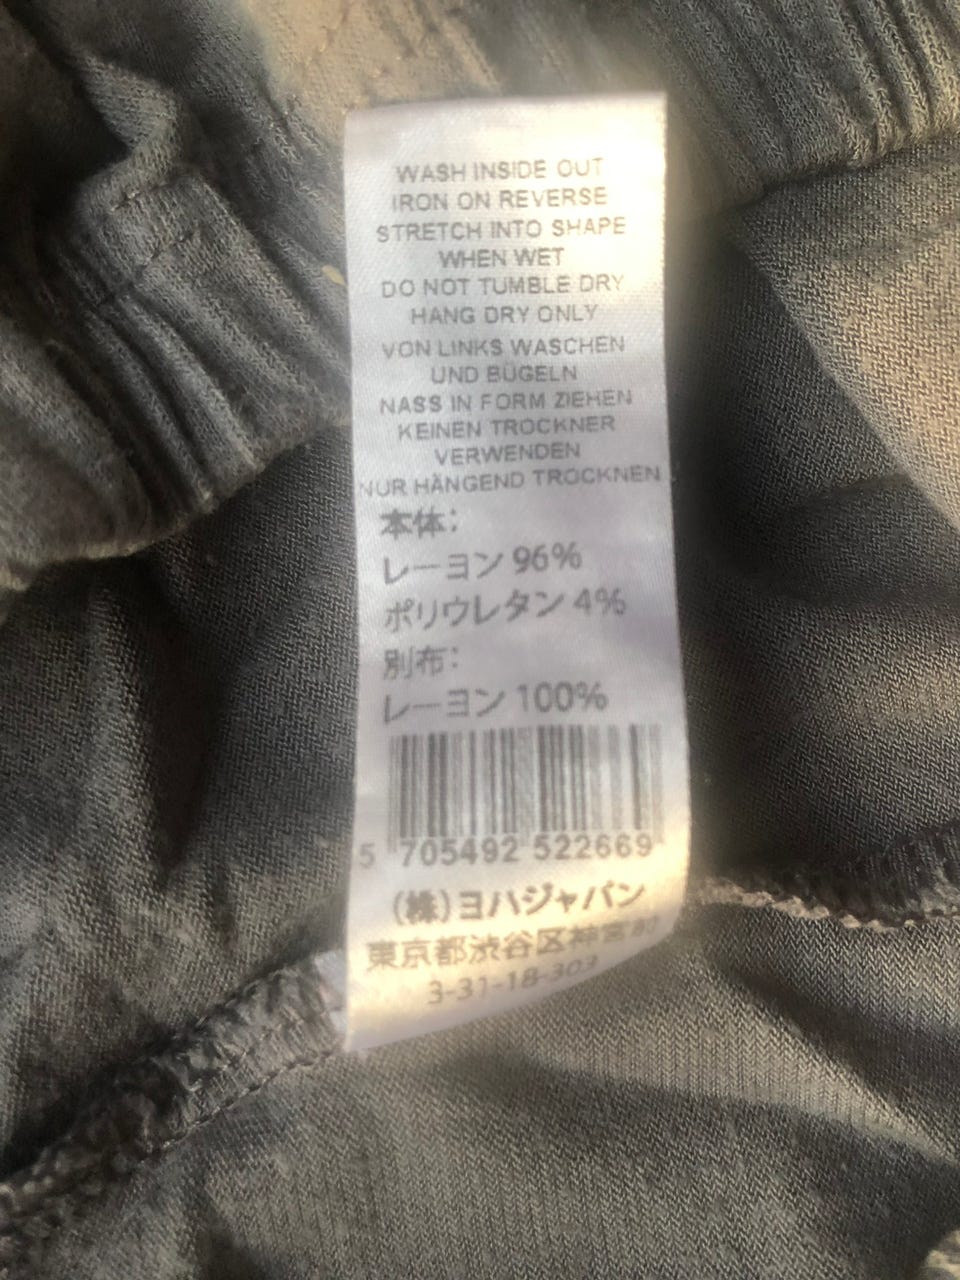 WASH INSIDE OUT
IRON ON REVERSE
STRETCH INTO SHAPE
WHEN WET
DO NOT TUMBLE DRY
HANG DRY ONLY
VON LINKS WASCHEN
UND BÜGELN
NASS IN FORM ZIEHEN
KEINEN TROCKNER
VERWENDEN
NUR HÄNGEND TROCKNEN
本体：
レーヨン 96%
ポリウレタン 4%
別布：
レーヨン 100%
5 705492 522669
（株）ヨハジャパン
東京都渋谷区神宮前
3-31-18-303